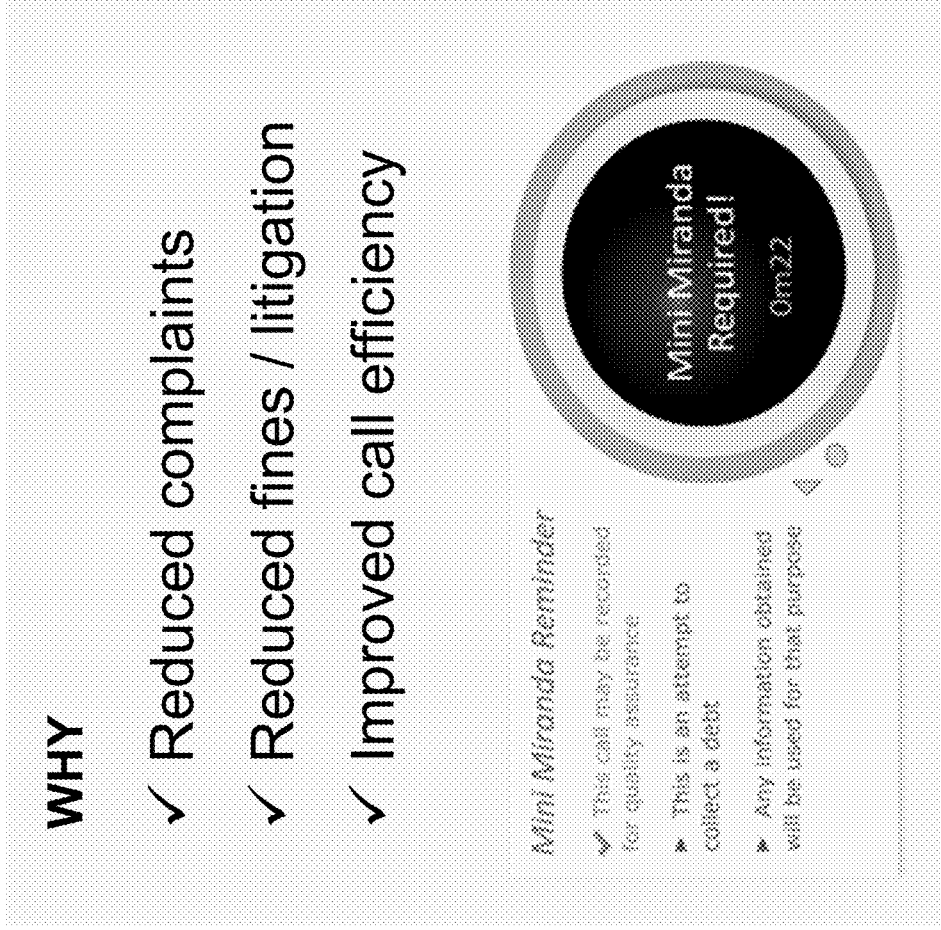 WHY
✓ Reduced complaints
✓ Reduced fines / litigation
✓ Improved call efficiency
Mini Miranda Reminder
✓ This call may be recorded
for quality assurance
► This is an attempt to
collect a debt
► Any information obtained
will be used for that purpose
Mini Miranda
Required!
0m22